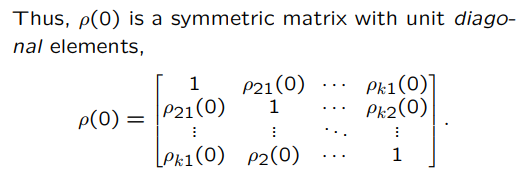 Thus, ρ(0) is a symmetric matrix with unit diago-
nal elements,
1 ρ21(0) ⋯ ρk1(0)
ρ21(0) 1 ⋯ ρk2(0)
ρ(0) = ⋮ ⋮ ⋱ ⋮ .
ρk1(0) ρ2(0) ⋯ 1